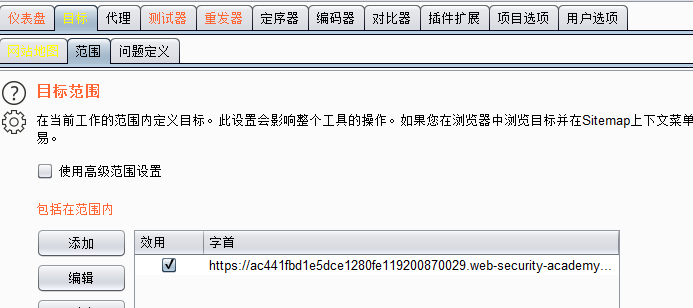 仪表盘 目标 代理 测试器 重发器 定序器 编码器 对比器 插件扩展 项目选项 用户选项
范围 问题定义
目标范围
在当前工作的范围内定义目标。此设置会影响整个工具的操作。如果您在浏览器中浏览目标并在Sitemap上下文菜单
易。
使用高级范围设置
包括在范围内
添加 效用 字首
https://ac441fbd1e5dce1280fe119200870029.web-security-academy...
编辑